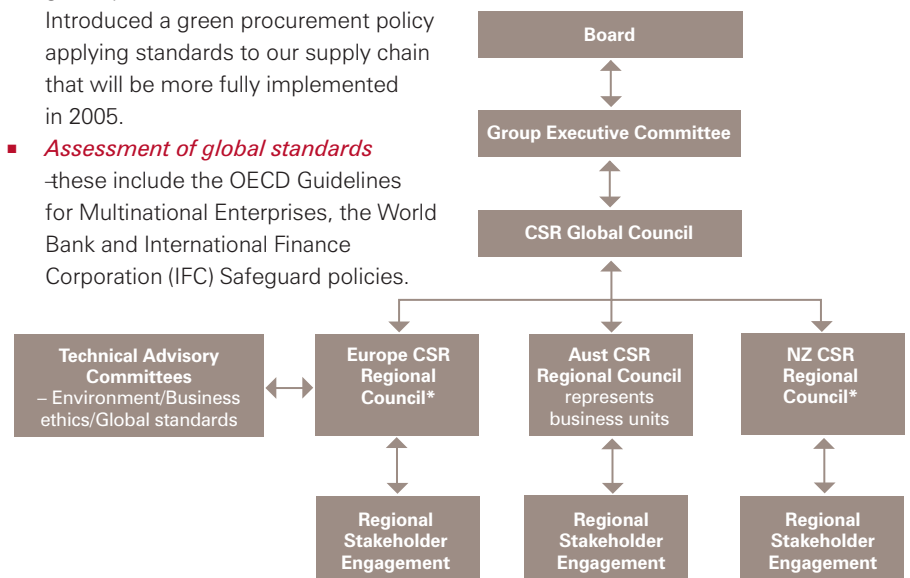 Introduced a green procurement policy
applying standards to our supply chain
that will be more fully implemented
in 2005.
■ Assessment of global standards
–these include the OECD Guidelines
for Multinational Enterprises, the World
Bank and International Finance
Corporation (IFC) Safeguard policies.
Board
Group Executive Committee
CSR Global Council
Technical Advisory
Committees
– Environment/Business
ethics/Global standards
Europe CSR
Regional
Council*
Aust CSR
Regional Council
represents
business units
NZ CSR
Regional
Council*
Regional
Stakeholder
Engagement
Regional
Stakeholder
Engagement
Regional
Stakeholder
Engagement